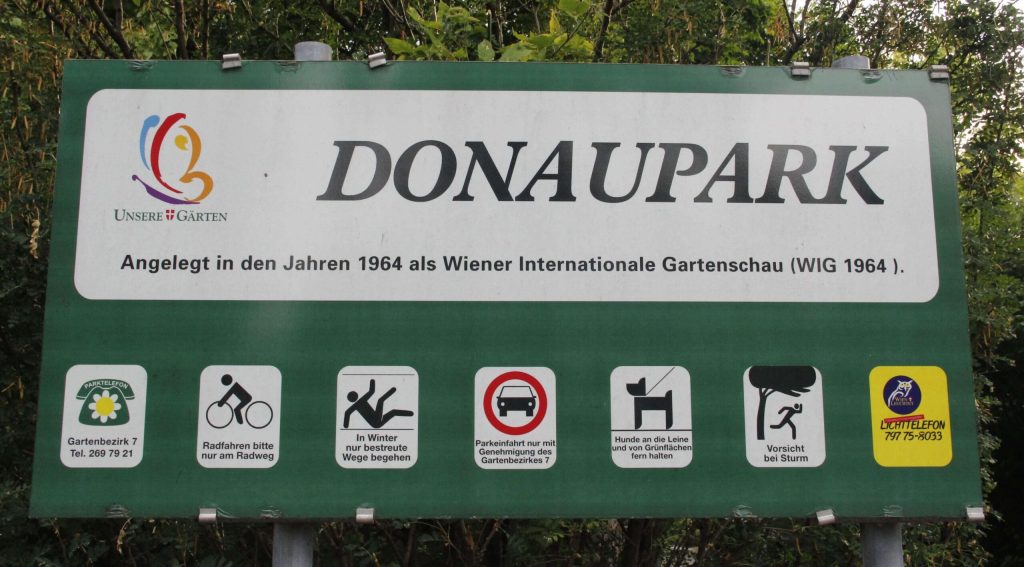 DONAUPARK
UNSERE GÄRTEN
Angelegt in den Jahren 1964 als Wiener Internationale Gartenschau (WIG 1964 ).
PARKTELEFON
Gartenbezirk 7
Tel. 269 79 21
Radfahren bitte
nur am Radweg
In Winter
nur bestreute
Wege begehen
Parkeinfahrt nur mit
Genehmigung des
Gartenbezirkes 7
Hunde an die Leine
und von Grünflächen
fern halten
Vorsicht
bei Sturm
WIEN
LEUCHTET
LICHTTELEFON
797 75-8033